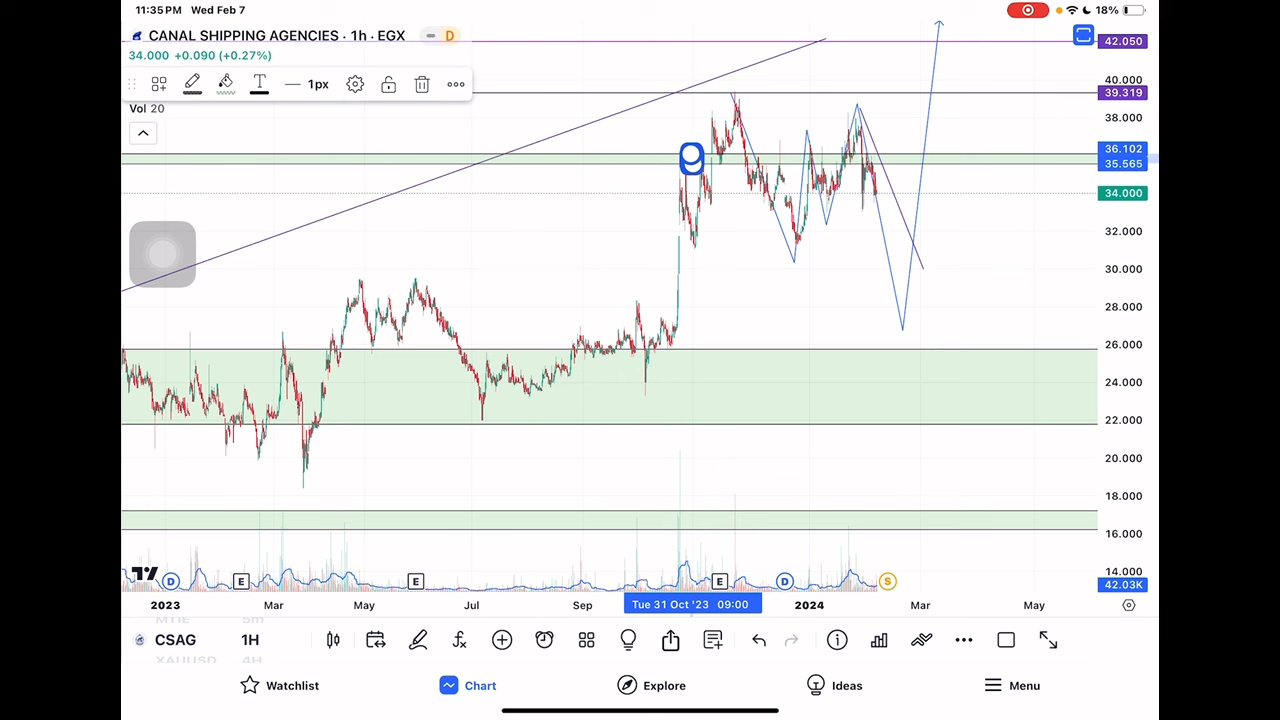 11:35 PM Wed Feb 7
18%
CANAL SHIPPING AGENCIES · 1h · EGX
D
34.000 +0.090 (+0.27%)
T
1px
Vol 20
42.050
40.000
39.319
38.000
36.102
35.565
34.000
32.000
30.000
28.000
26.000
24.000
22.000
20.000
18.000
16.000
14.000
42.03K
D
E
E
E
D
S
2023
Mar
May
Jul
Sep
Tue 31 Oct '23 09:00
2024
Mar
May
MTIE
5m
CSAG
1H
XAUUSD
4H
Watchlist
Chart
Explore
Ideas
Menu